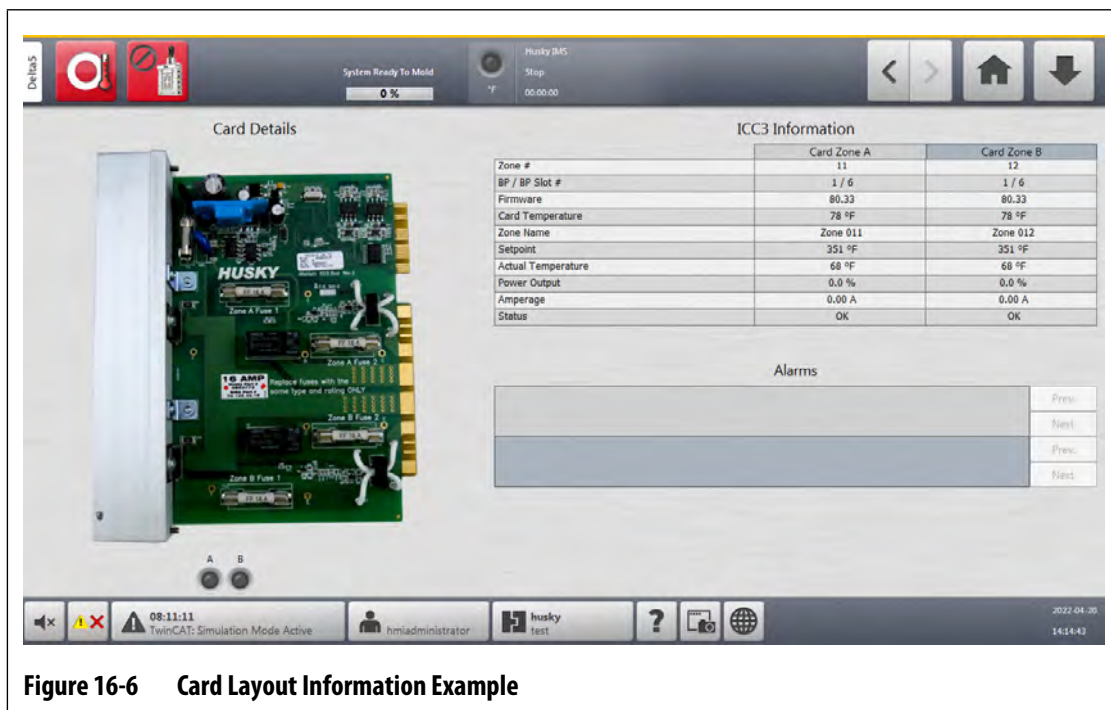 Delta5
System Ready To Mold
0 %
°F
Husky IMS
Stop
00:00:00
Card Details
HUSKY
Zone A Fuse 1
Zone A Fuse 2
16 AMP
Replace fuses with the
same type and rating ONLY
Zone B Fuse 2
Zone B Fuse 1
A B
ICC3 Information
Card Zone A Card Zone B
Zone # 11 12
BP / BP Slot # 1 / 6 1 / 6
Firmware 80.33 80.33
Card Temperature 78 ºF 78 ºF
Zone Name Zone 011 Zone 012
Setpoint 351 ºF 351 ºF
Actual Temperature 68 ºF 68 ºF
Power Output 0.0 % 0.0 %
Amperage 0.00 A 0.00 A
Status OK OK
Alarms
Prev.
Next
Prev.
Next
08:11:11
TwinCAT: Simulation Mode Active
hmiadministrator
husky
test
?
2022-04-20
14:14:43
Figure 16-6 Card Layout Information Example